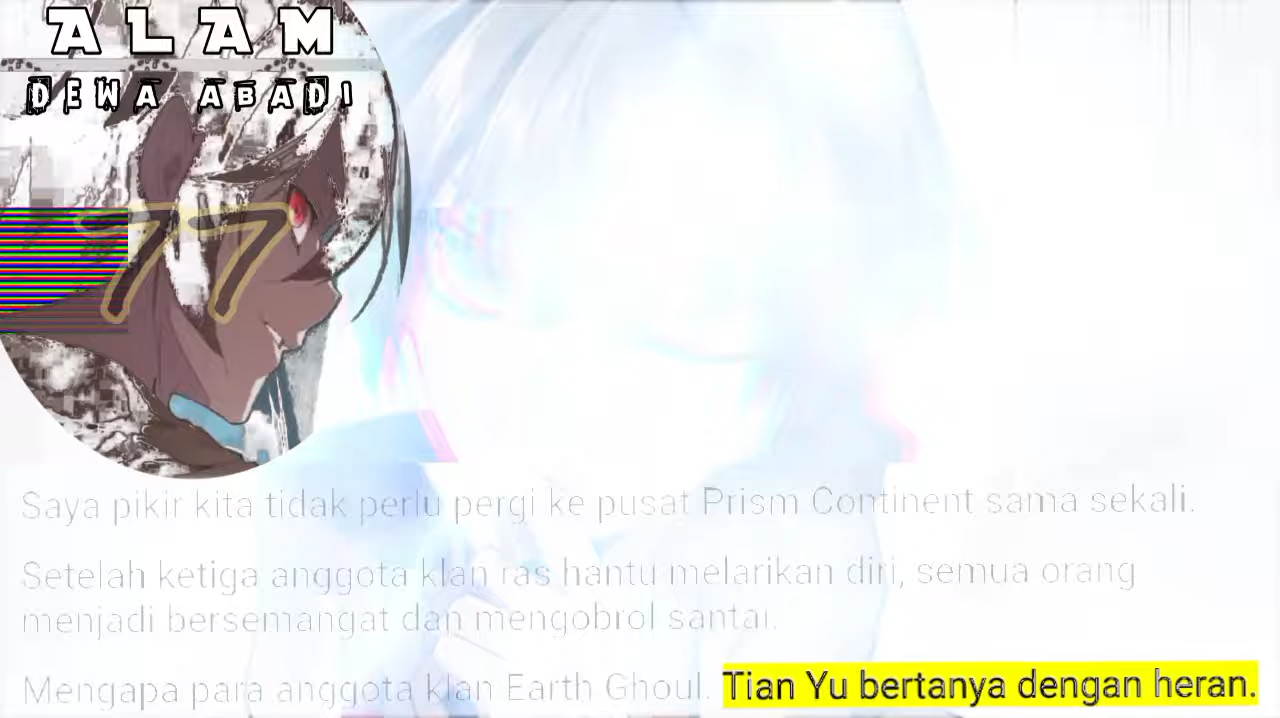 ALAM
DEWA ABADI
77
Saya pikir kita tidak perlu pergi ke pusat Prism Continent sama sekali.
Setelah ketiga anggota klan ras hantu melarikan diri, semua orang
menjadi bersemangat dan mengobrol santai.
Mengapa para anggota klan Earth Ghoul. Tian Yu bertanya dengan heran.